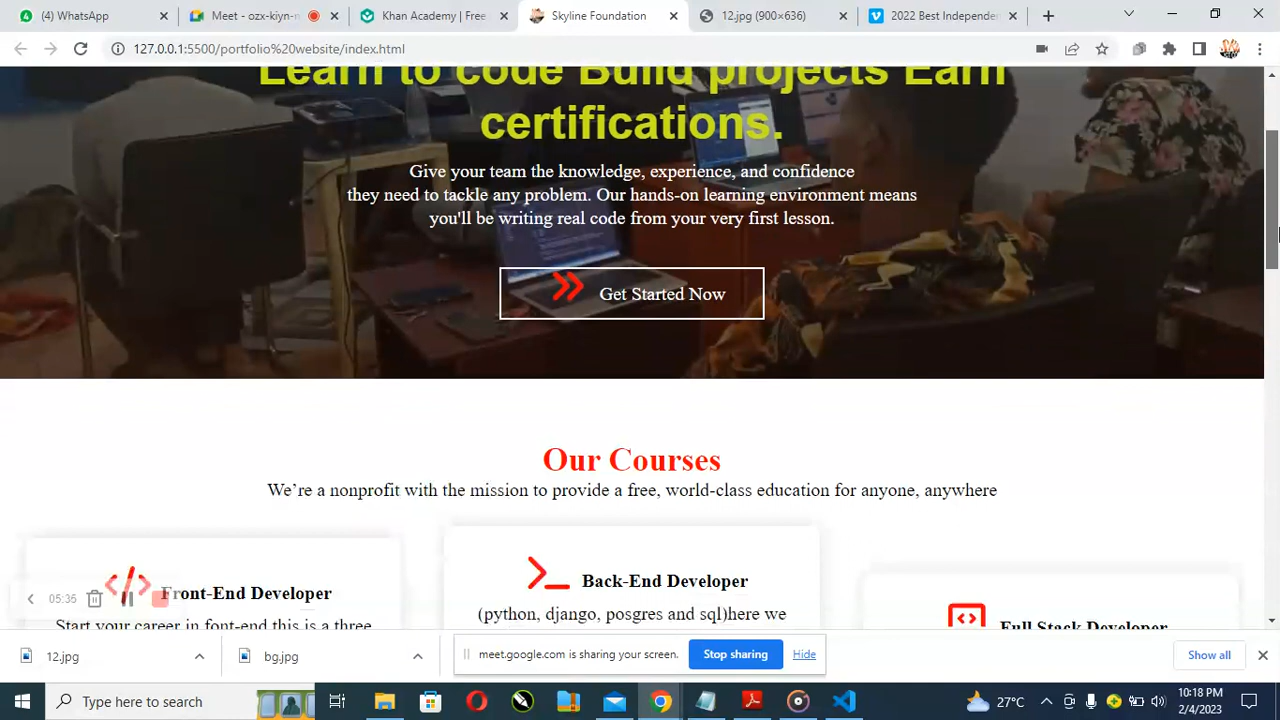 (4) WhatsApp
Meet - ozx-kiyn-n
Khan Academy | Free
Skyline Foundation
12.jpg (900×636)
2022 Best Independen
127.0.0.1:5500/portfolio%20website/index.html
Learn to code Build projects Earn
certifications.
Give your team the knowledge, experience, and confidence
they need to tackle any problem. Our hands-on learning environment means
you'll be writing real code from your very first lesson.
Get Started Now
Our Courses
We’re a nonprofit with the mission to provide a free, world-class education for anyone, anywhere
Front-End Developer
Start your career in font-end this is a three
Back-End Developer
(python, django, posgres and sql)here we
Full Stack Developer
05:36
12.jpg
bg.jpg
meet.google.com is sharing your screen.
Stop sharing
Hide
Show all
Type here to search
27°C
10:18 PM
2/4/2023